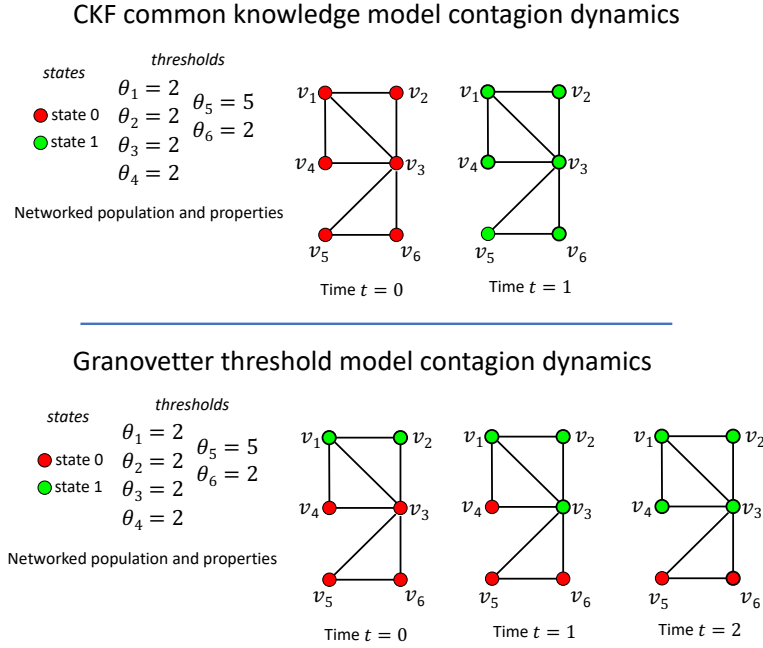 CKF common knowledge model contagion dynamics
states
thresholds
state 0
state 1
θ₁ = 2
θ₂ = 2
θ₃ = 2
θ₄ = 2
θ₅ = 5
θ₆ = 2
Networked population and properties
v₁
v₂
v₄
v₃
v₅
v₆
Time t = 0
v₁
v₂
v₄
v₃
v₅
v₆
Time t = 1
Granovetter threshold model contagion dynamics
states
thresholds
state 0
state 1
θ₁ = 2
θ₂ = 2
θ₃ = 2
θ₄ = 2
θ₅ = 5
θ₆ = 2
Networked population and properties
v₁
v₂
v₄
v₃
v₅
v₆
Time t = 0
v₁
v₂
v₄
v₃
v₅
v₆
Time t = 1
v₁
v₂
v₄
v₃
v₅
v₆
Time t = 2